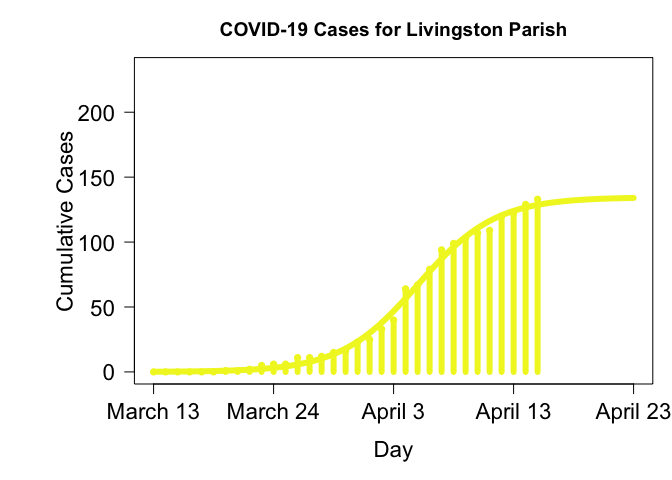 COVID-19 Cases for Livingston Parish
Cumulative Cases
200
150
100
50
0
March 13 March 24 April 3 April 13 April 23
Day